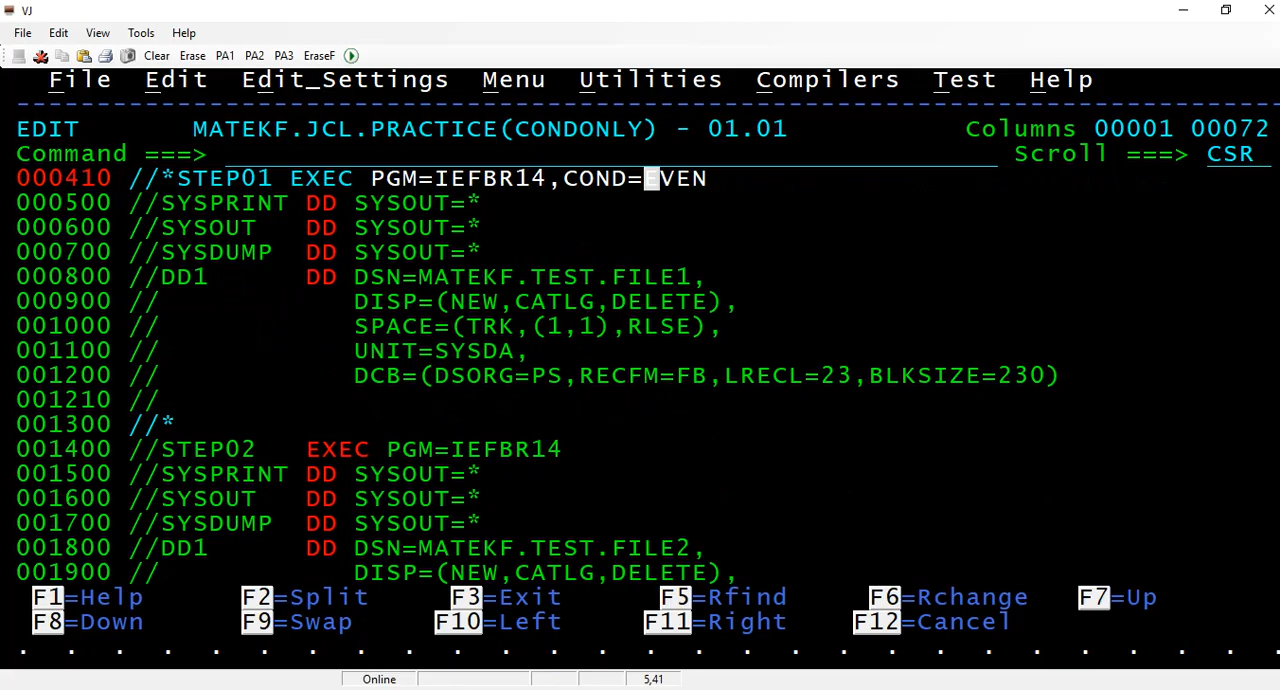 VJ
File Edit View Tools Help
Clear Erase PA1 PA2 PA3 EraseF
File Edit Edit_Settings Menu Utilities Compilers Test Help
EDIT MATEKF.JCL.PRACTICE(CONDONLY) - 01.01 Columns 00001 00072
Command ===> Scroll ===> CSR
000410 //*STEP01 EXEC PGM=IEFBR14,COND=EVEN
000500 //SYSPRINT DD SYSOUT=*
000600 //SYSOUT DD SYSOUT=*
000700 //SYSDUMP DD SYSOUT=*
000800 //DD1 DD DSN=MATEKF.TEST.FILE1,
000900 // DISP=(NEW,CATLG,DELETE),
001000 // SPACE=(TRK,(1,1),RLSE),
001100 // UNIT=SYSDA,
001200 // DCB=(DSORG=PS,RECFM=FB,LRECL=23,BLKSIZE=230)
001210 //
001300 //*
001400 //STEP02 EXEC PGM=IEFBR14
001500 //SYSPRINT DD SYSOUT=*
001600 //SYSOUT DD SYSOUT=*
001700 //SYSDUMP DD SYSOUT=*
001800 //DD1 DD DSN=MATEKF.TEST.FILE2,
001900 // DISP=(NEW,CATLG,DELETE),
F1=Help F2=Split F3=Exit F5=Rfind F6=Rchange F7=Up
F8=Down F9=Swap F10=Left F11=Right F12=Cancel
Online 5,41